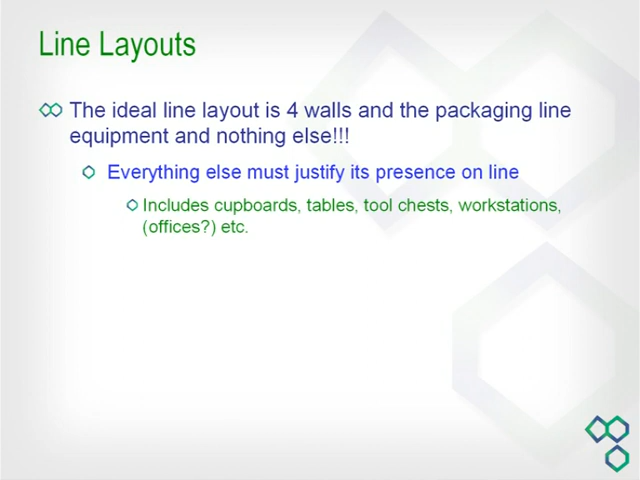 Line Layouts
The ideal line layout is 4 walls and the packaging line
equipment and nothing else!!!
Everything else must justify its presence on line
Includes cupboards, tables, tool chests, workstations,
(offices?) etc.